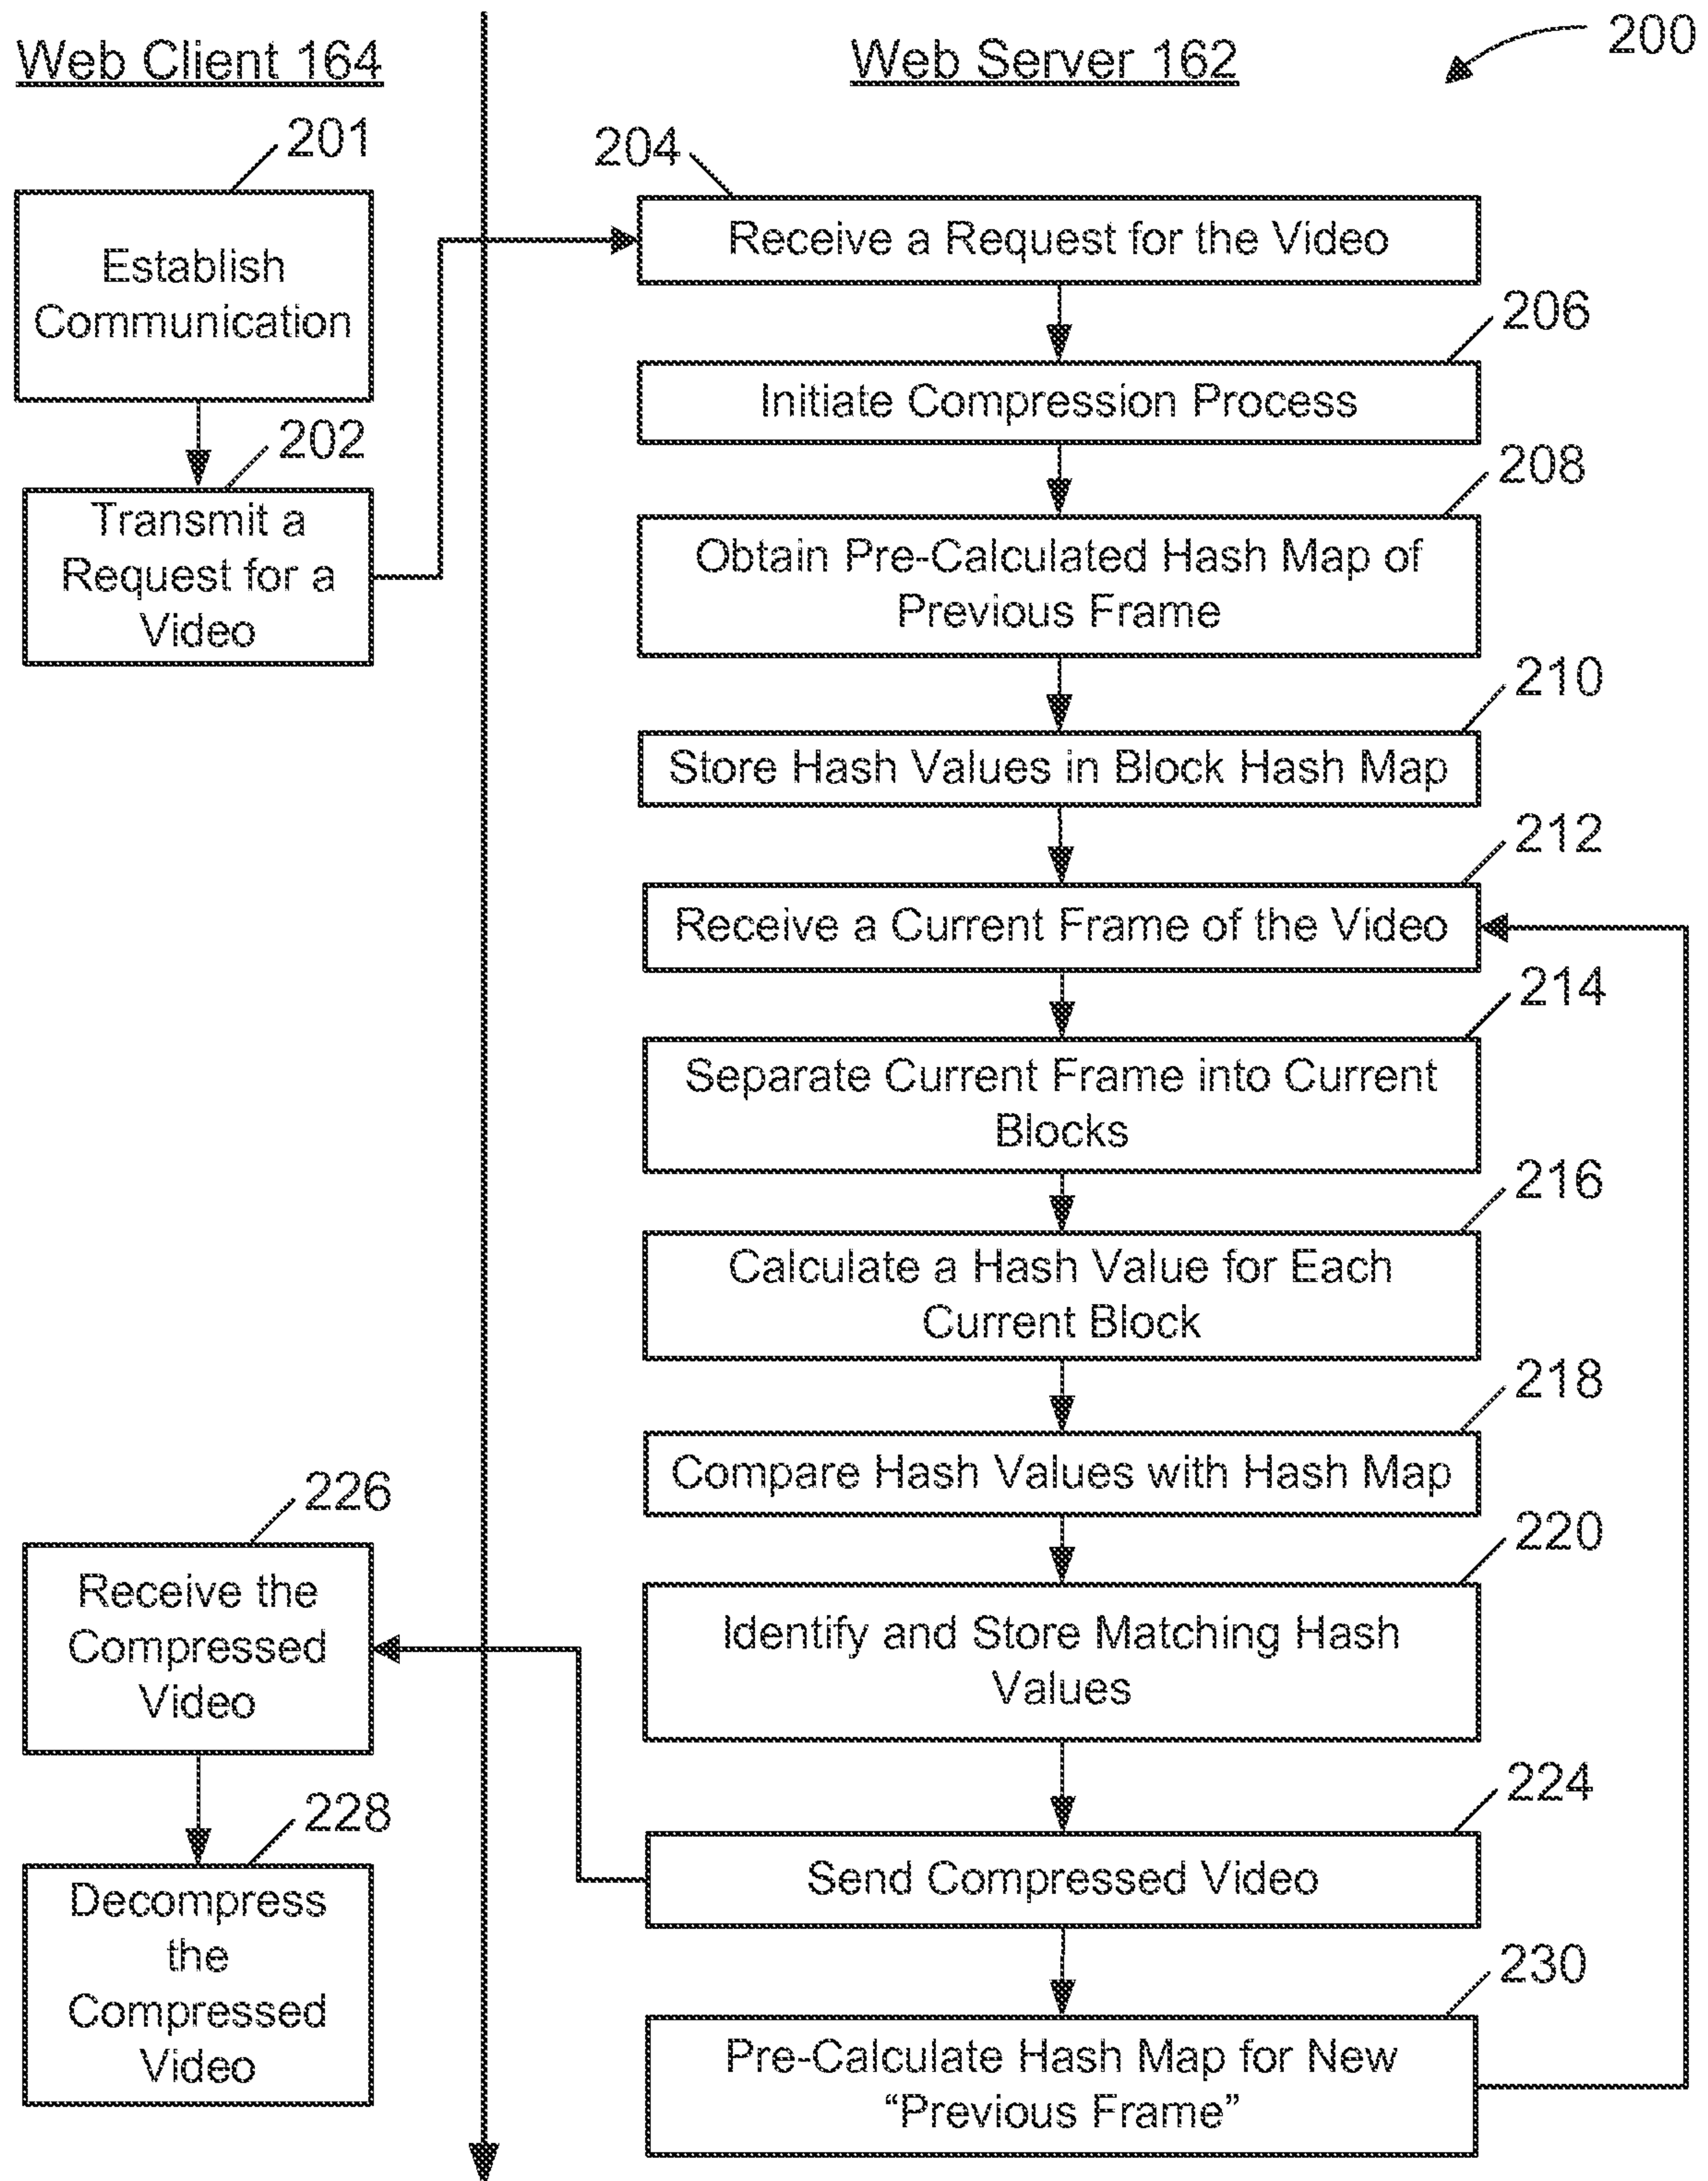 Web Client 164
Web Server 162
200
201
Establish
Communication
202
Transmit a
Request for a
Video
204
Receive a Request for the Video
206
Initiate Compression Process
208
Obtain Pre-Calculated Hash Map of
Previous Frame
210
Store Hash Values in Block Hash Map
212
Receive a Current Frame of the Video
214
Separate Current Frame into Current
Blocks
216
Calculate a Hash Value for Each
Current Block
218
Compare Hash Values with Hash Map
220
Identify and Store Matching Hash
Values
224
Send Compressed Video
226
Receive the
Compressed
Video
228
Decompress
the
Compressed
Video
230
Pre-Calculate Hash Map for New
“Previous Frame”